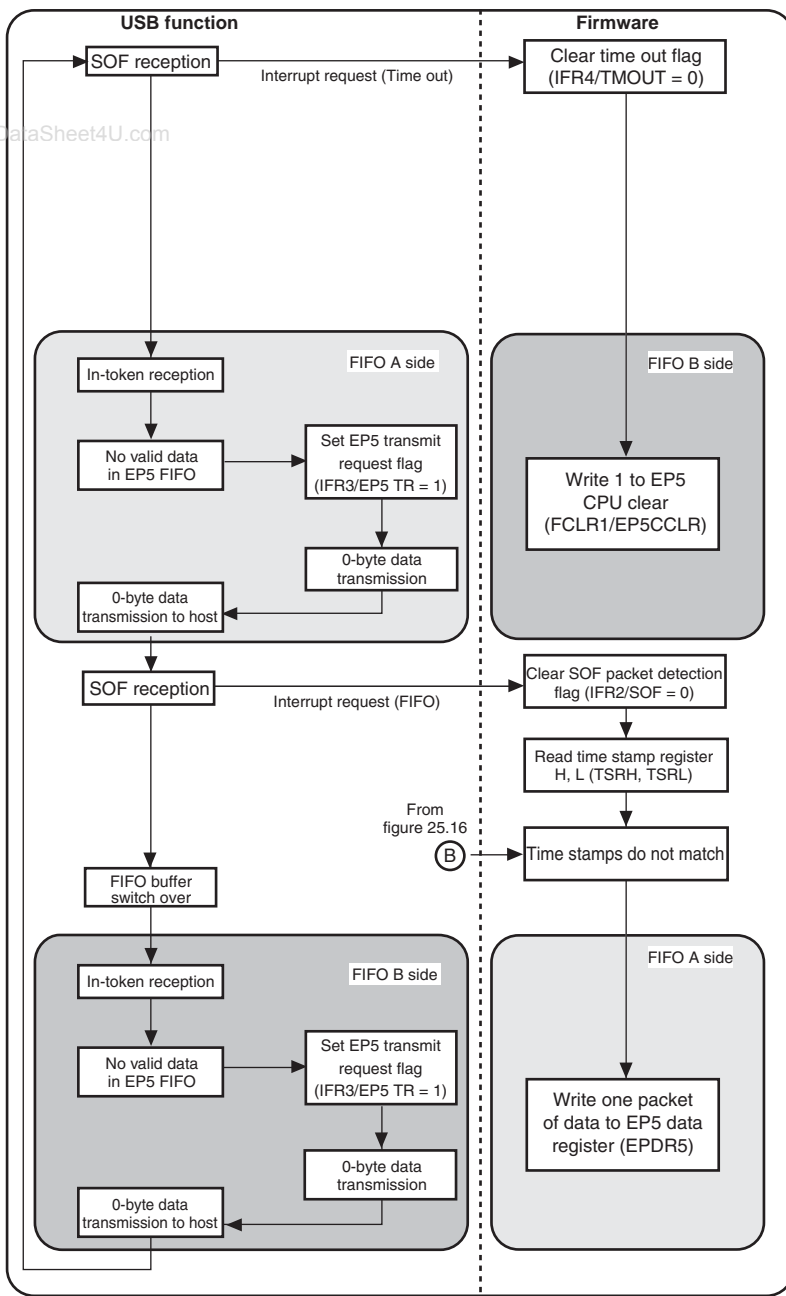 USB function
Firmware
SOF reception
Interrupt request (Time out)
Clear time out flag
(IFR4/TMOUT = 0)
DataSheet4U.com
FIFO A side
In-token reception
No valid data
in EP5 FIFO
Set EP5 transmit
request flag
(IFR3/EP5 TR = 1)
0-byte data
transmission
0-byte data
transmission to host
FIFO B side
Write 1 to EP5
CPU clear
(FCLR1/EP5CCLR)
SOF reception
Interrupt request (FIFO)
Clear SOF packet detection
flag (IFR2/SOF = 0)
Read time stamp register
H, L (TSRH, TSRL)
From
figure 25.16
B
Time stamps do not match
FIFO buffer
switch over
FIFO B side
In-token reception
No valid data
in EP5 FIFO
Set EP5 transmit
request flag
(IFR3/EP5 TR = 1)
0-byte data
transmission
0-byte data
transmission to host
FIFO A side
Write one packet
of data to EP5 data
register (EPDR5)